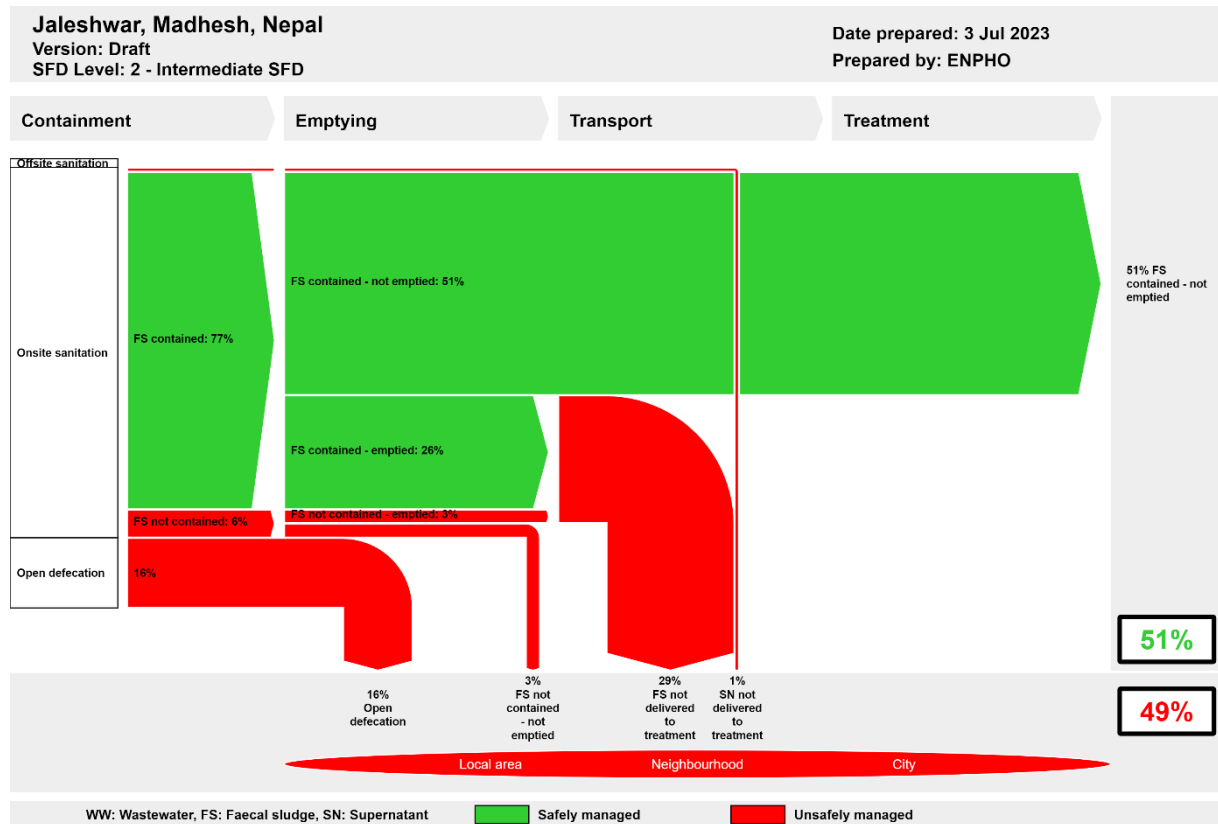 Jaleshwar, Madhesh, Nepal
Version: Draft
SFD Level: 2 - Intermediate SFD
Date prepared: 3 Jul 2023
Prepared by: ENPHO
Containment
Emptying
Transport
Treatment
Offsite sanitation
Onsite sanitation
Open defecation
FS contained: 77%
FS not contained: 6%
16%
FS contained - not emptied: 51%
FS contained - emptied: 26%
FS not contained - emptied: 3%
51% FS
contained - not
emptied
51%
49%
16%
Open
defecation
3%
FS not
contained
- not
emptied
29%
FS not
delivered
to
treatment
1%
SN not
delivered
to
treatment
Local area
Neighbourhood
City
WW: Wastewater, FS: Faecal sludge, SN: Supernatant
Safely managed
Unsafely managed